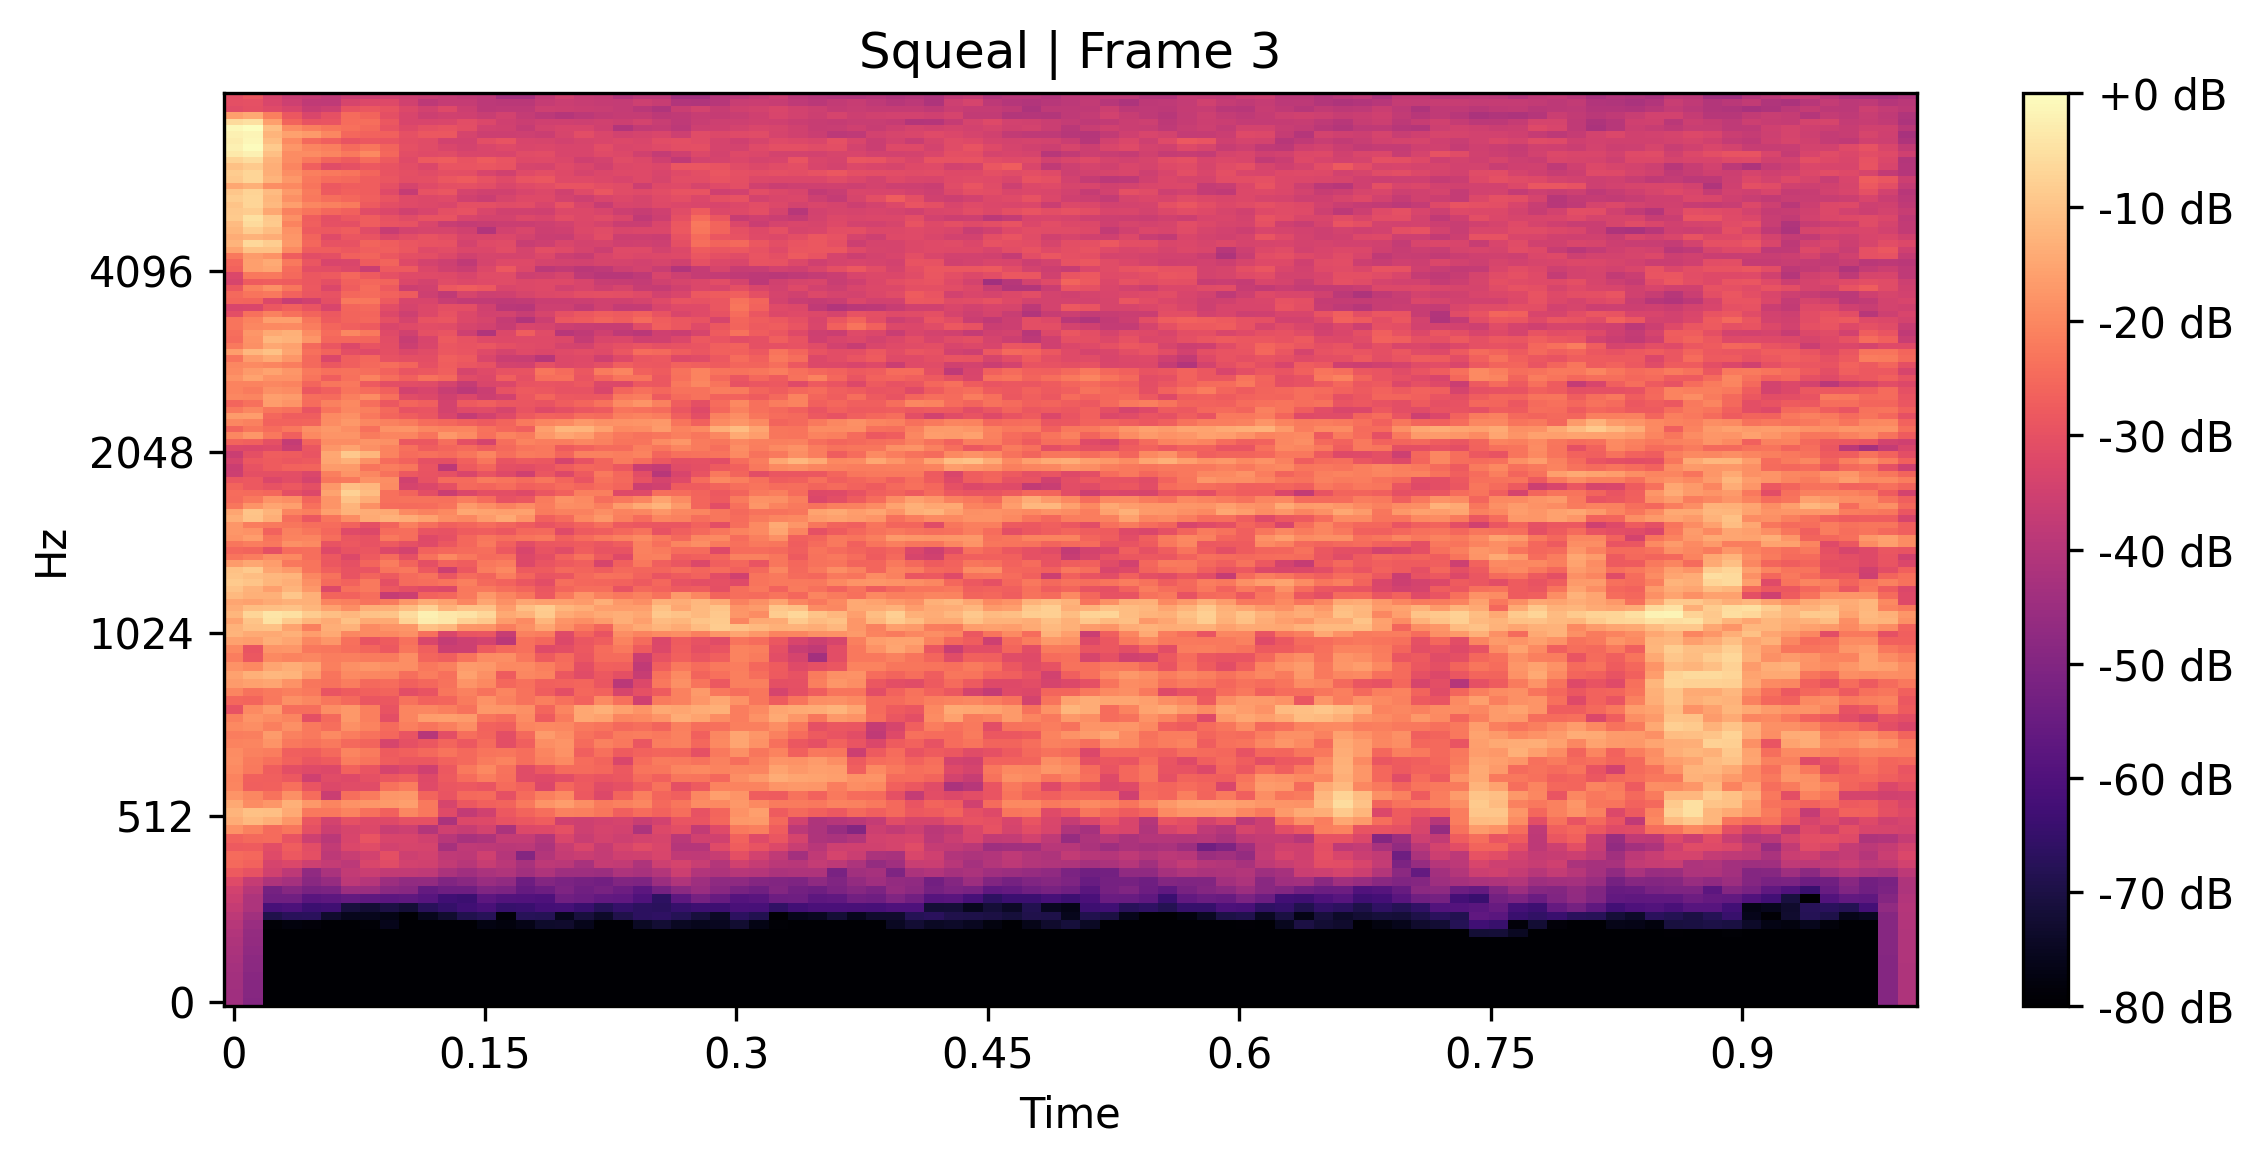 Squeal | Frame 3
+0 dB
-10 dB
-20 dB
-30 dB
-40 dB
-50 dB
-60 dB
-70 dB
-80 dB
Hz
4096
2048
1024
512
0
0 0.15 0.3 0.45 0.6 0.75 0.9
Time